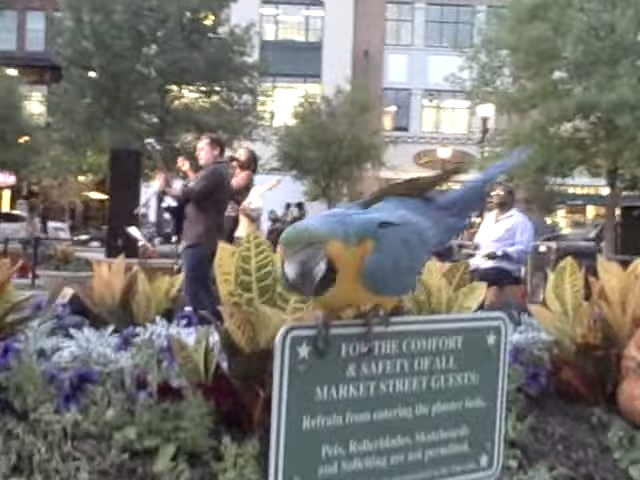 FOR THE COMFORT
& SAFETY OF ALL
MARKET STREET GUESTS:
Refrain from entering the planter beds.
Pets, Rollerblades, Skateboards
and Soliciting are not permitted.